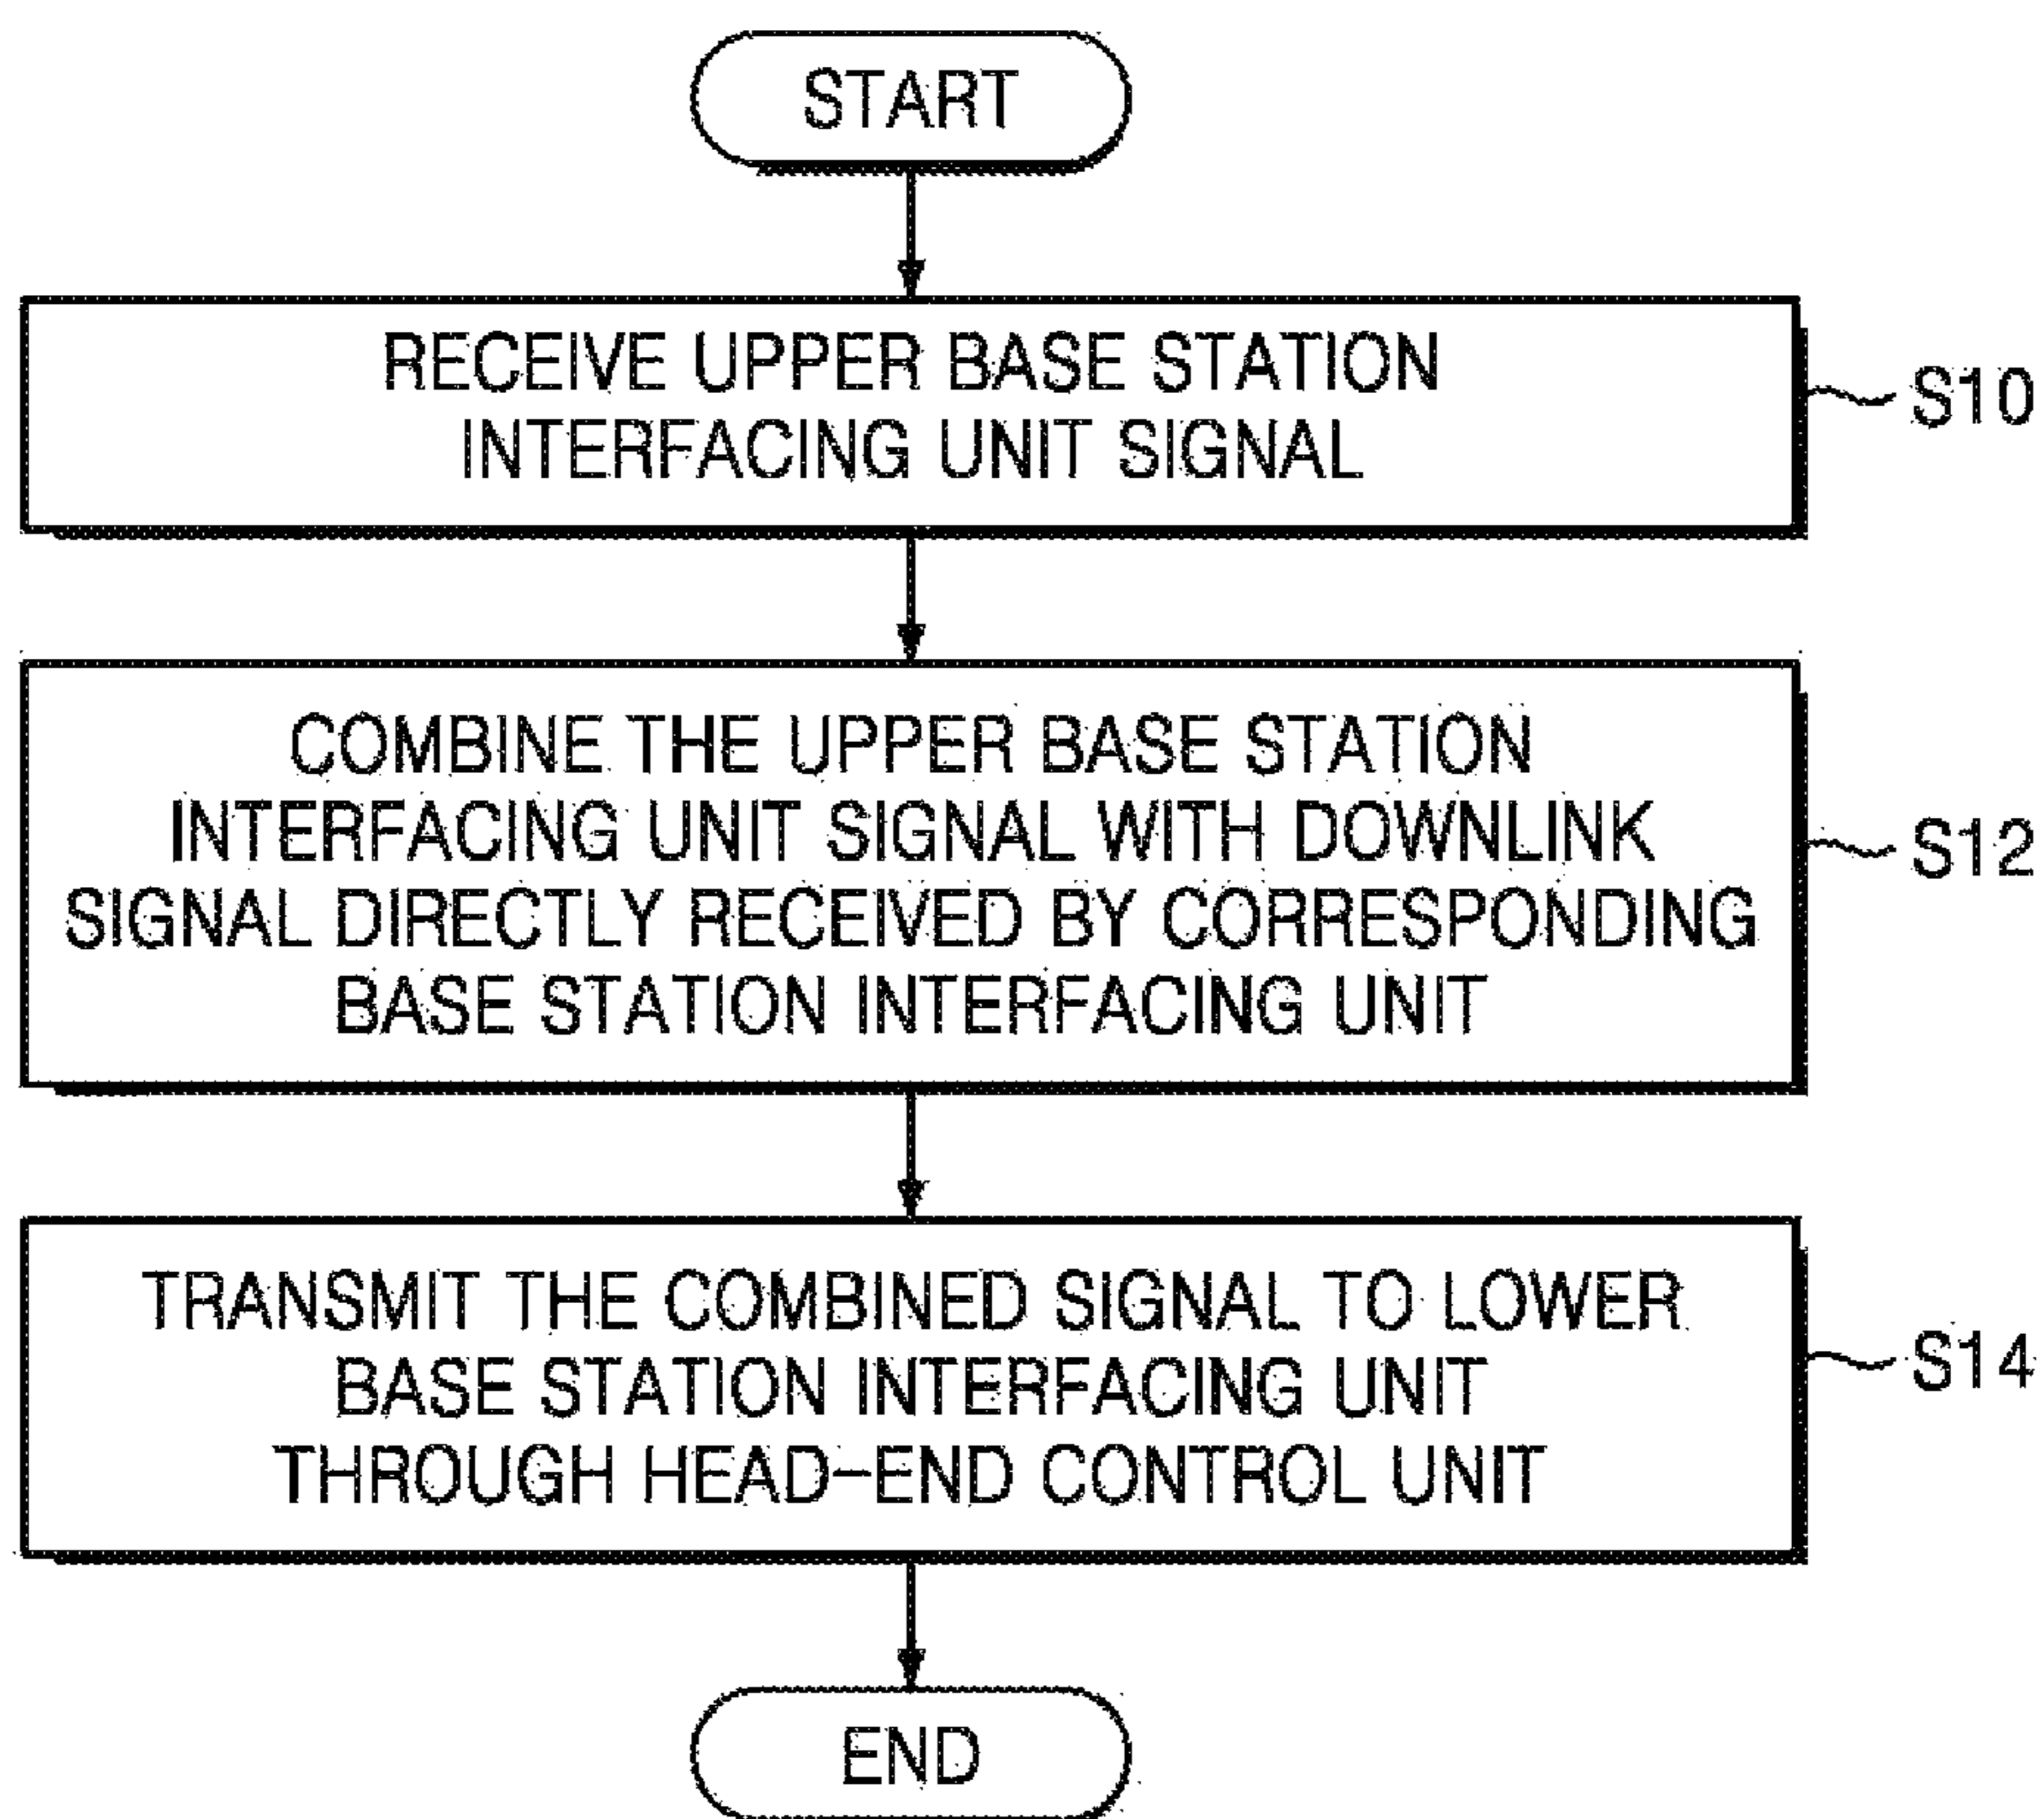 START
RECEIVE UPPER BASE STATION
INTERFACING UNIT SIGNAL
S10
COMBINE THE UPPER BASE STATION
INTERFACING UNIT SIGNAL WITH DOWNLINK
SIGNAL DIRECTLY RECEIVED BY CORRESPONDING
BASE STATION INTERFACING UNIT
S12
TRANSMIT THE COMBINED SIGNAL TO LOWER
BASE STATION INTERFACING UNIT
THROUGH HEAD-END CONTROL UNIT
S14
END